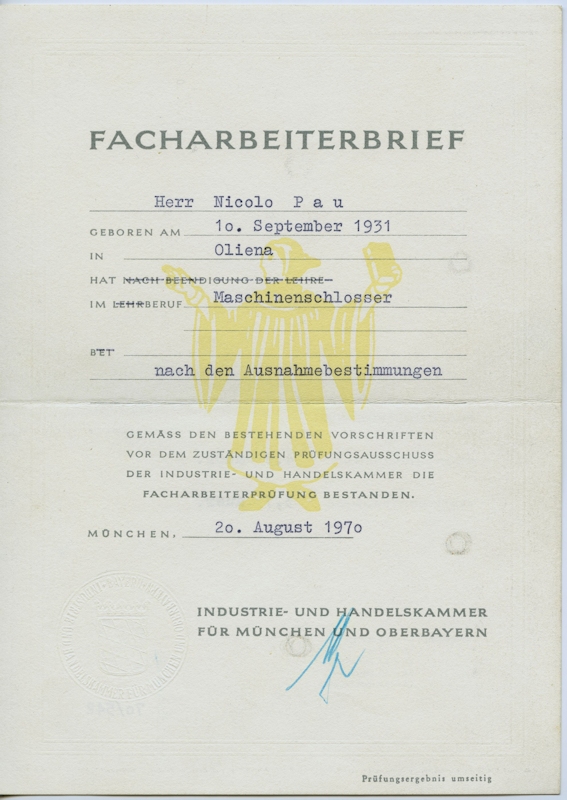 FACHARBEITERBRIEF
Herr Nicolo Pau
GEBOREN AM 1o. September 1931
IN Oliena
HAT NACH BEENDIGUNG DER LEHRE
IM LEHRBERUF Maschinenschlosser
BEI
nach den Ausnahmebestimmungen
GEMÄSS DEN BESTEHENDEN VORSCHRIFTEN
VOR DEM ZUSTÄNDIGEN PRÜFUNGSAUSSCHUSS
DER INDUSTRIE- UND HANDELSKAMMER DIE
FACHARBEITERPRÜFUNG BESTANDEN.
MÜNCHEN, 2o. August 197o
INDUSTRIE- UND HANDELSKAMMER
FÜR MÜNCHEN UND OBERBAYERN
Prüfungsergebnis umseitig